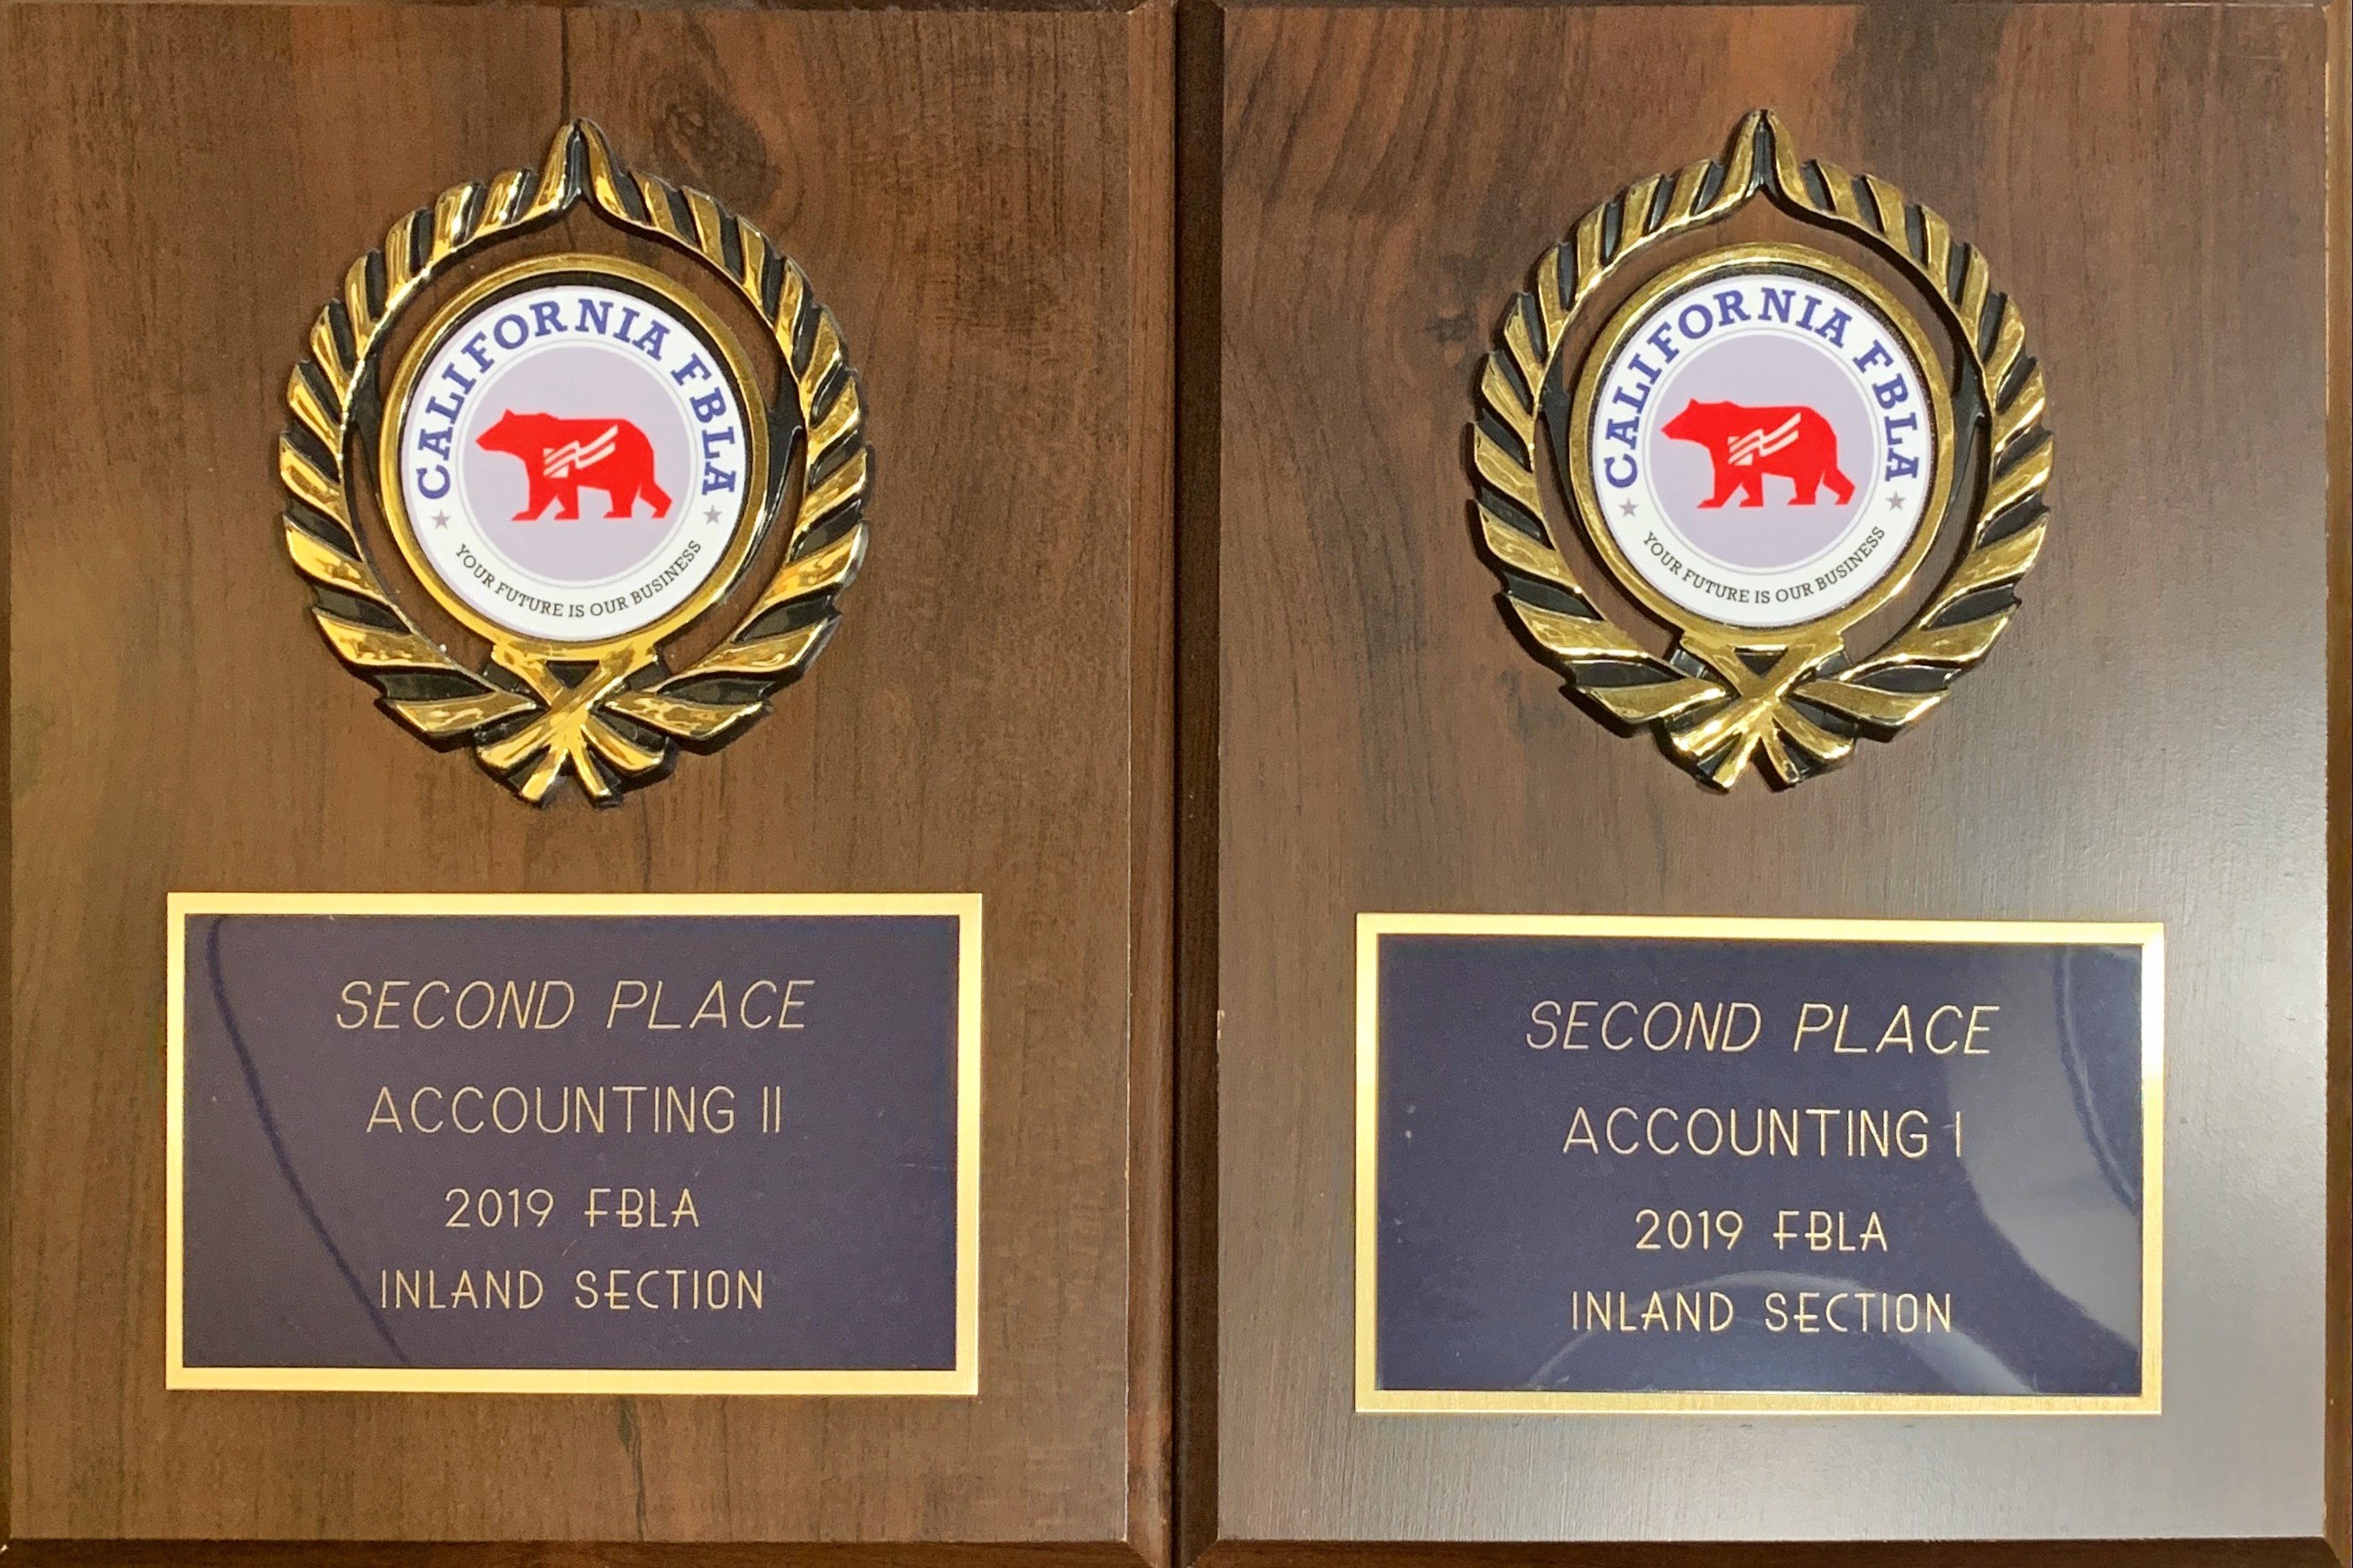 CALIFORNIA FBLA
YOUR FUTURE IS OUR BUSINESS
SECOND PLACE
ACCOUNTING II
2019 FBLA
INLAND SECTION
CALIFORNIA FBLA
YOUR FUTURE IS OUR BUSINESS
SECOND PLACE
ACCOUNTING I
2019 FBLA
INLAND SECTION